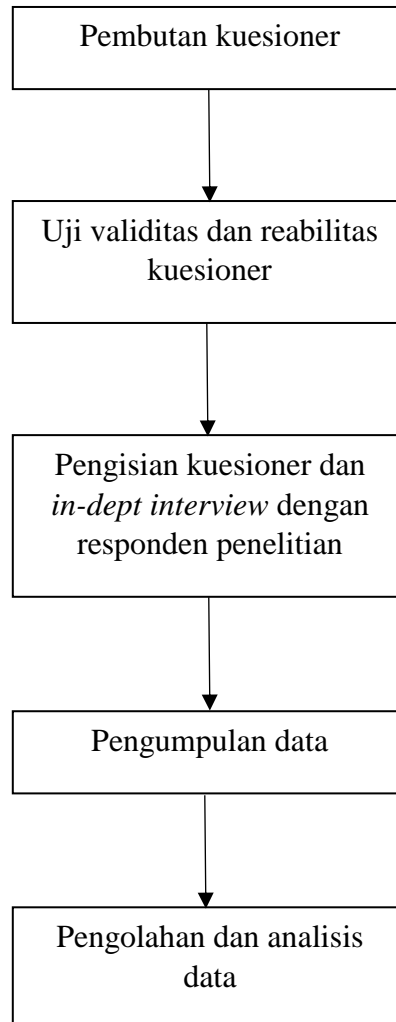 Pembutan kuesioner
Uji validitas dan reabilitas
kuesioner
Pengisian kuesioner dan
in-dept interview dengan
responden penelitian
Pengumpulan data
Pengolahan dan analisis
data